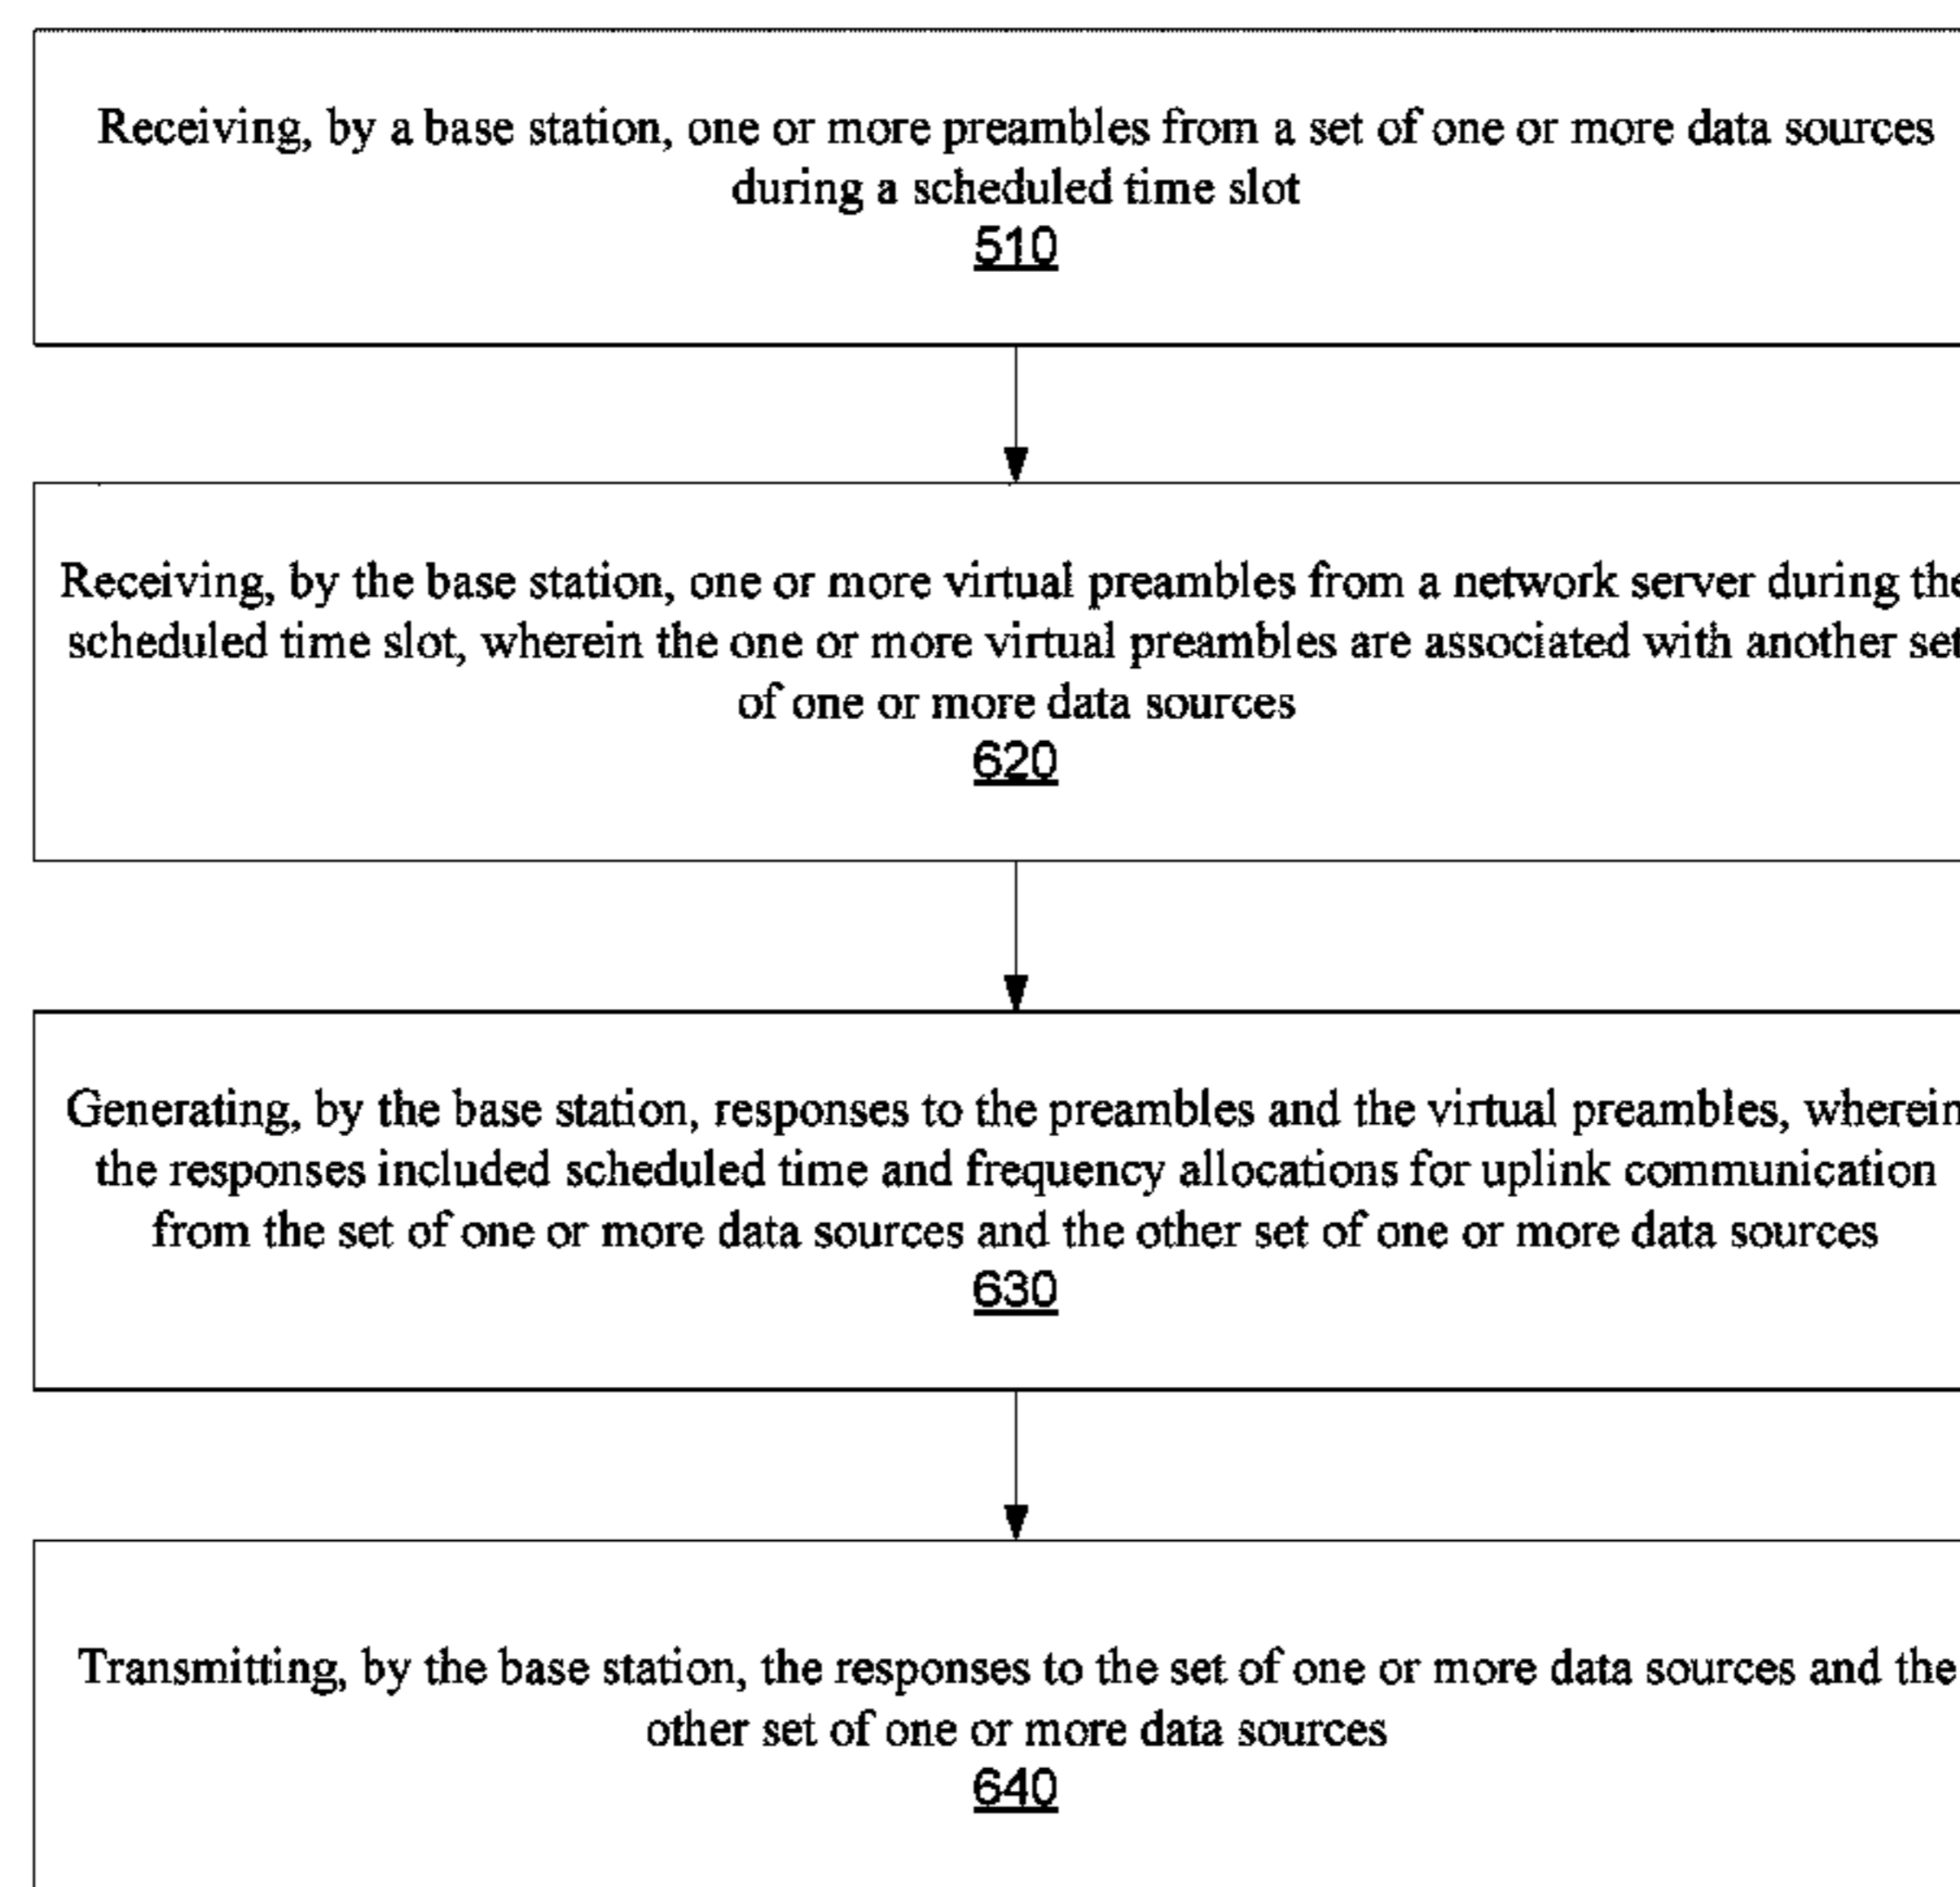 Receiving, by a base station, one or more preambles from a set of one or more data sources
during a scheduled time slot
510
Receiving, by the base station, one or more virtual preambles from a network server during the
scheduled time slot, wherein the one or more virtual preambles are associated with another set
of one or more data sources
620
Generating, by the base station, responses to the preambles and the virtual preambles, wherein
the responses included scheduled time and frequency allocations for uplink communication
from the set of one or more data sources and the other set of one or more data sources
630
Transmitting, by the base station, the responses to the set of one or more data sources and the
other set of one or more data sources
640